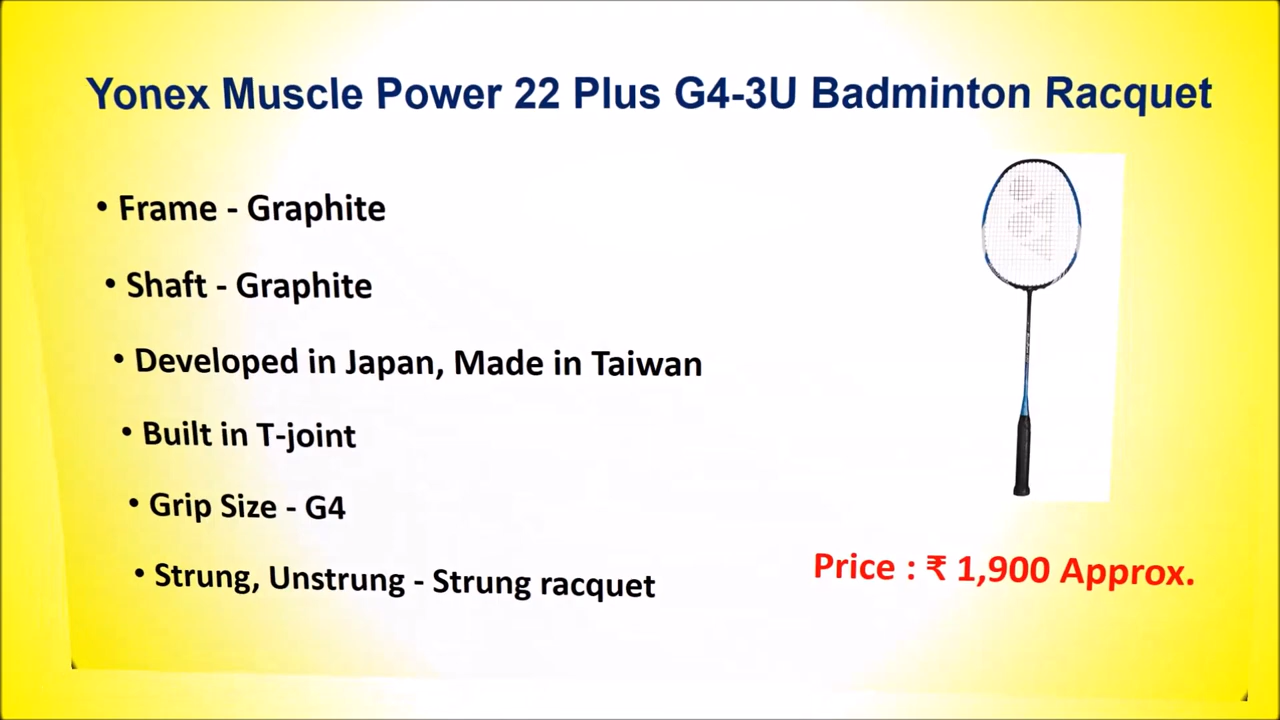 Yonex Muscle Power 22 Plus G4-3U Badminton Racquet
• Frame - Graphite
• Shaft - Graphite
• Developed in Japan, Made in Taiwan
• Built in T-joint
• Grip Size - G4
• Strung, Unstrung - Strung racquet
Price : ₹ 1,900 Approx.